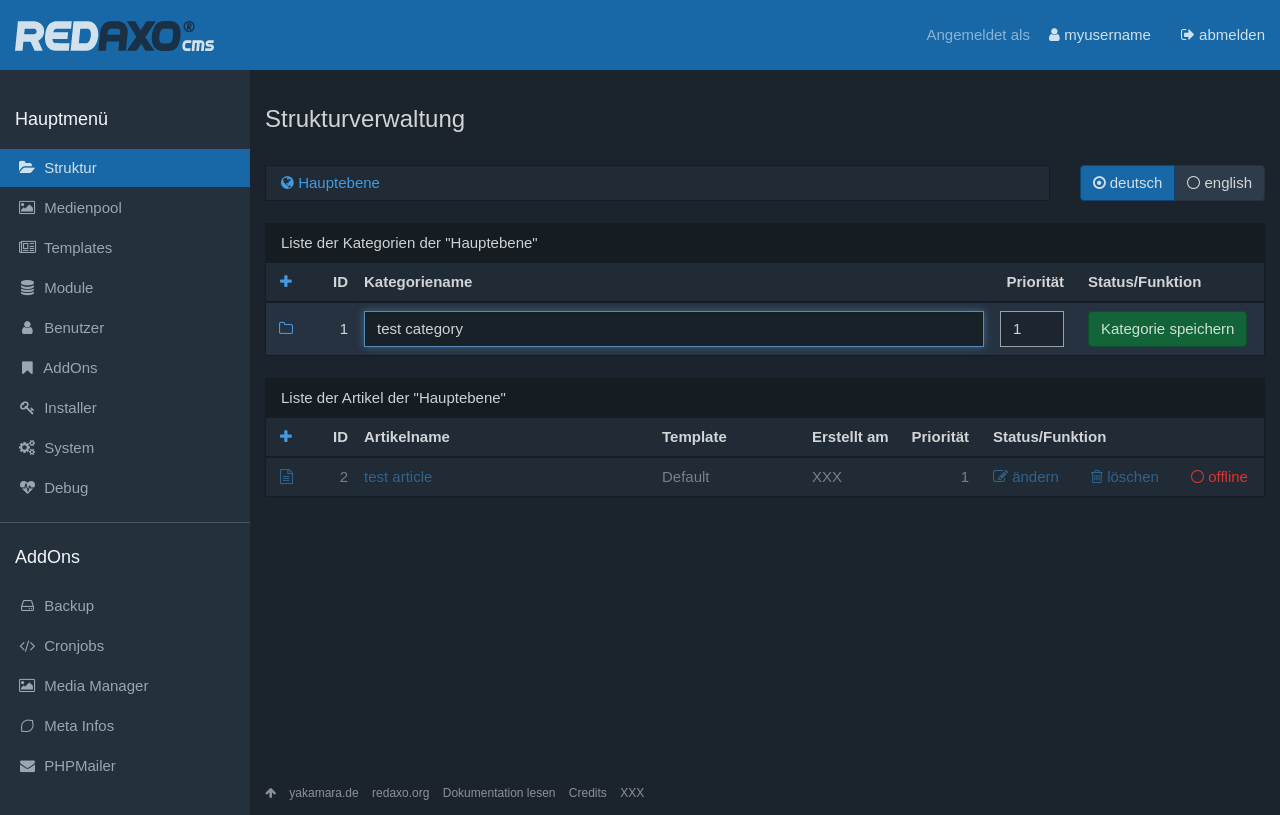 REDAXO® cms
Angemeldet als myusername abmelden
Hauptmenü
Struktur
Medienpool
Templates
Module
Benutzer
AddOns
Installer
System
Debug
AddOns
Backup
Cronjobs
Media Manager
Meta Infos
PHPMailer
Strukturverwaltung
Hauptebene
deutsch english
Liste der Kategorien der "Hauptebene"
ID Kategoriename Priorität Status/Funktion
1 test category 1 Kategorie speichern
Liste der Artikel der "Hauptebene"
ID Artikelname Template Erstellt am Priorität Status/Funktion
2 test article Default XXX 1 ändern löschen offline
yakamara.de redaxo.org Dokumentation lesen Credits XXX